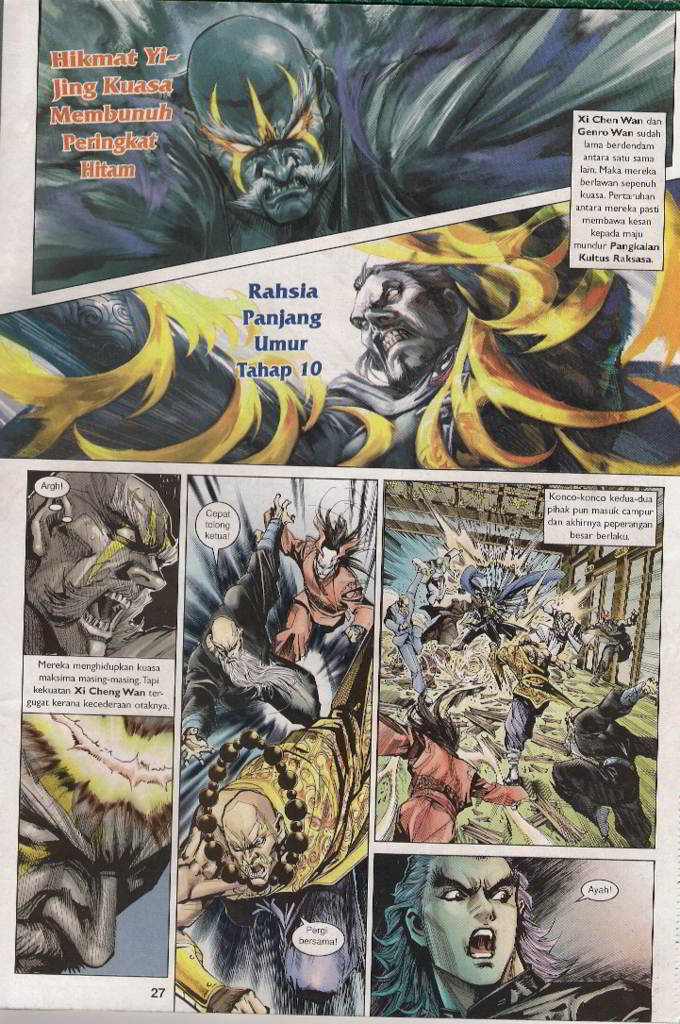 Hikmat Yi-
Jing Kuasa
Membunuh
Peringkat
Hitam
Xi Chen Wan dan
Genro Wan sudah
lama berdendam
antara satu sama
lain. Maka mereka
berlawan sepenuh
kuasa. Pertaruhan
antara mereka pasti
membawa kesan
kepada maju
mundur Pangkalan
Kultus Raksasa.
Rahsia
Panjang
Umur
Tahap 10
Argh!
Mereka menghidupkan kuasa
maksima masing-masing. Tapi
kekuatan Xi Cheng Wan ter-
gugat kerana kecederaan otaknya.
Cepat
tolong
ketua!
Pergi
bersama!
Konco-konco kedua-dua
pihak pun masuk campur
dan akhirnya peperangan
besar berlaku.
Ayah!
27